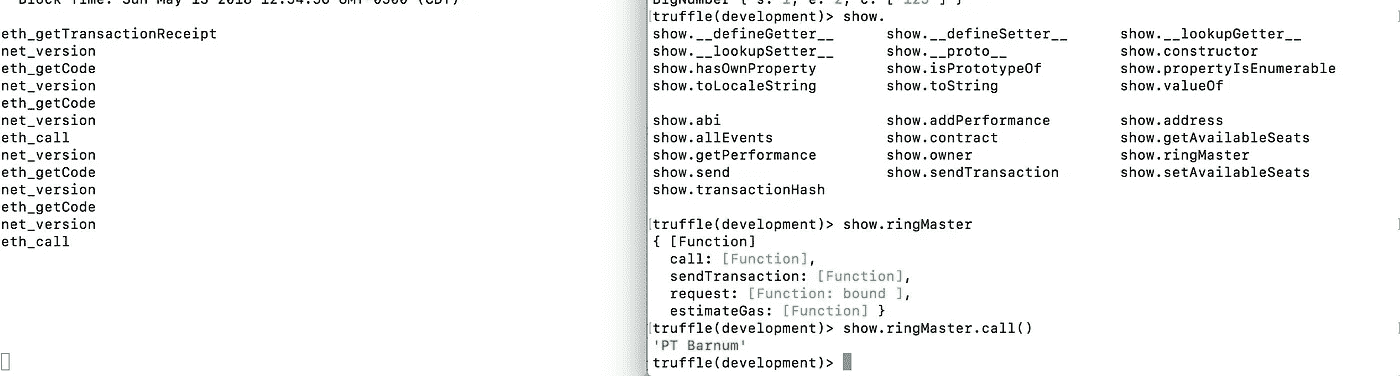 Block Time: Sun May 13 2018 12:54:56 GMT-0500 (CDT)
eth_getTransactionReceipt
net_version
eth_getCode
net_version
eth_getCode
net_version
eth_call
net_version
eth_getCode
net_version
eth_getCode
net_version
eth_call
BigNumber { s: 1, e: 2, c: [ 123 ] }
truffle(development)> show.
show.__defineGetter__ show.__defineSetter__ show.__lookupGetter__
show.__lookupSetter__ show.__proto__ show.constructor
show.hasOwnProperty show.isPrototypeOf show.propertyIsEnumerable
show.toLocaleString show.toString show.valueOf
show.abi show.addPerformance show.address
show.allEvents show.contract show.getAvailableSeats
show.getPerformance show.owner show.ringMaster
show.send show.sendTransaction show.setAvailableSeats
show.transactionHash
truffle(development)> show.ringMaster
{ [Function]
call: [Function],
sendTransaction: [Function],
request: [Function: bound ],
estimateGas: [Function] }
truffle(development)> show.ringMaster.call()
'PT Barnum'
truffle(development)>